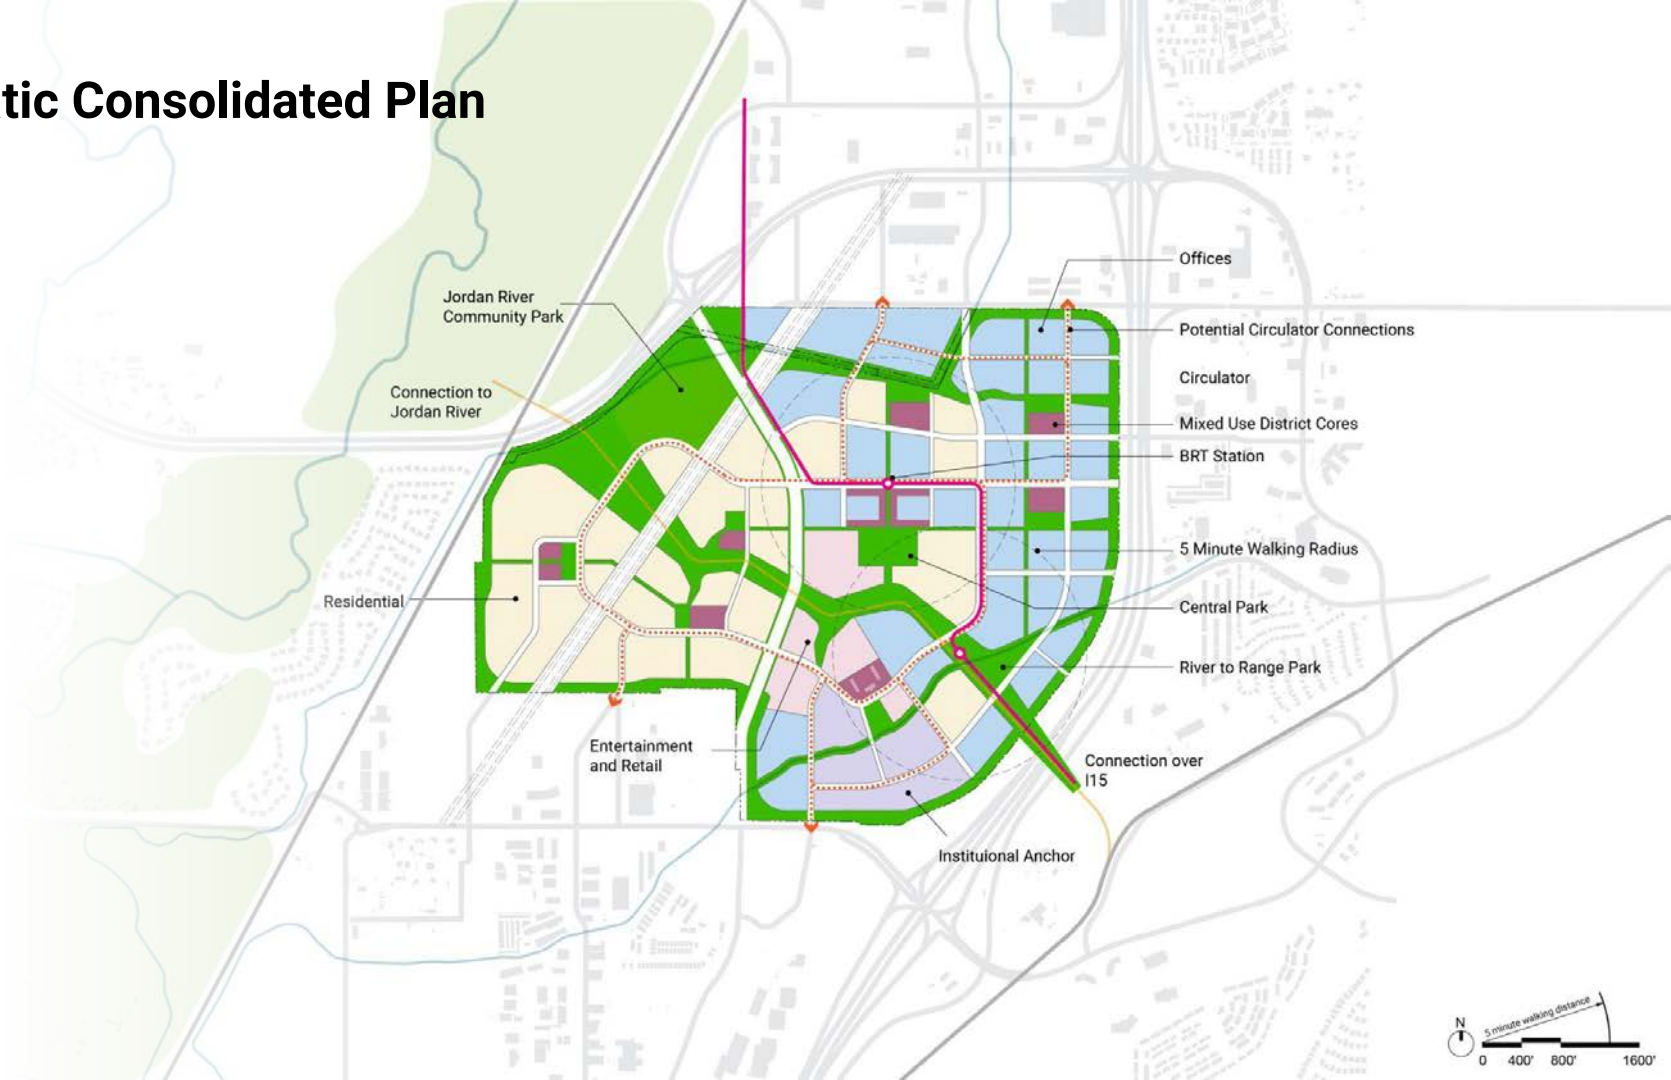 tic Consolidated Plan
Offices
Jordan River
Community Park
Potential Circulator Connections
Circulator
Connection to
Jordan River
Mixed Use District Cores
BRT Station
5 Minute Walking Radius
Residential
Central Park
River to Range Park
Entertainment
and Retail
Connection over
I15
Instituional Anchor
5 minute walking distance
N
0 400' 800' 1600'